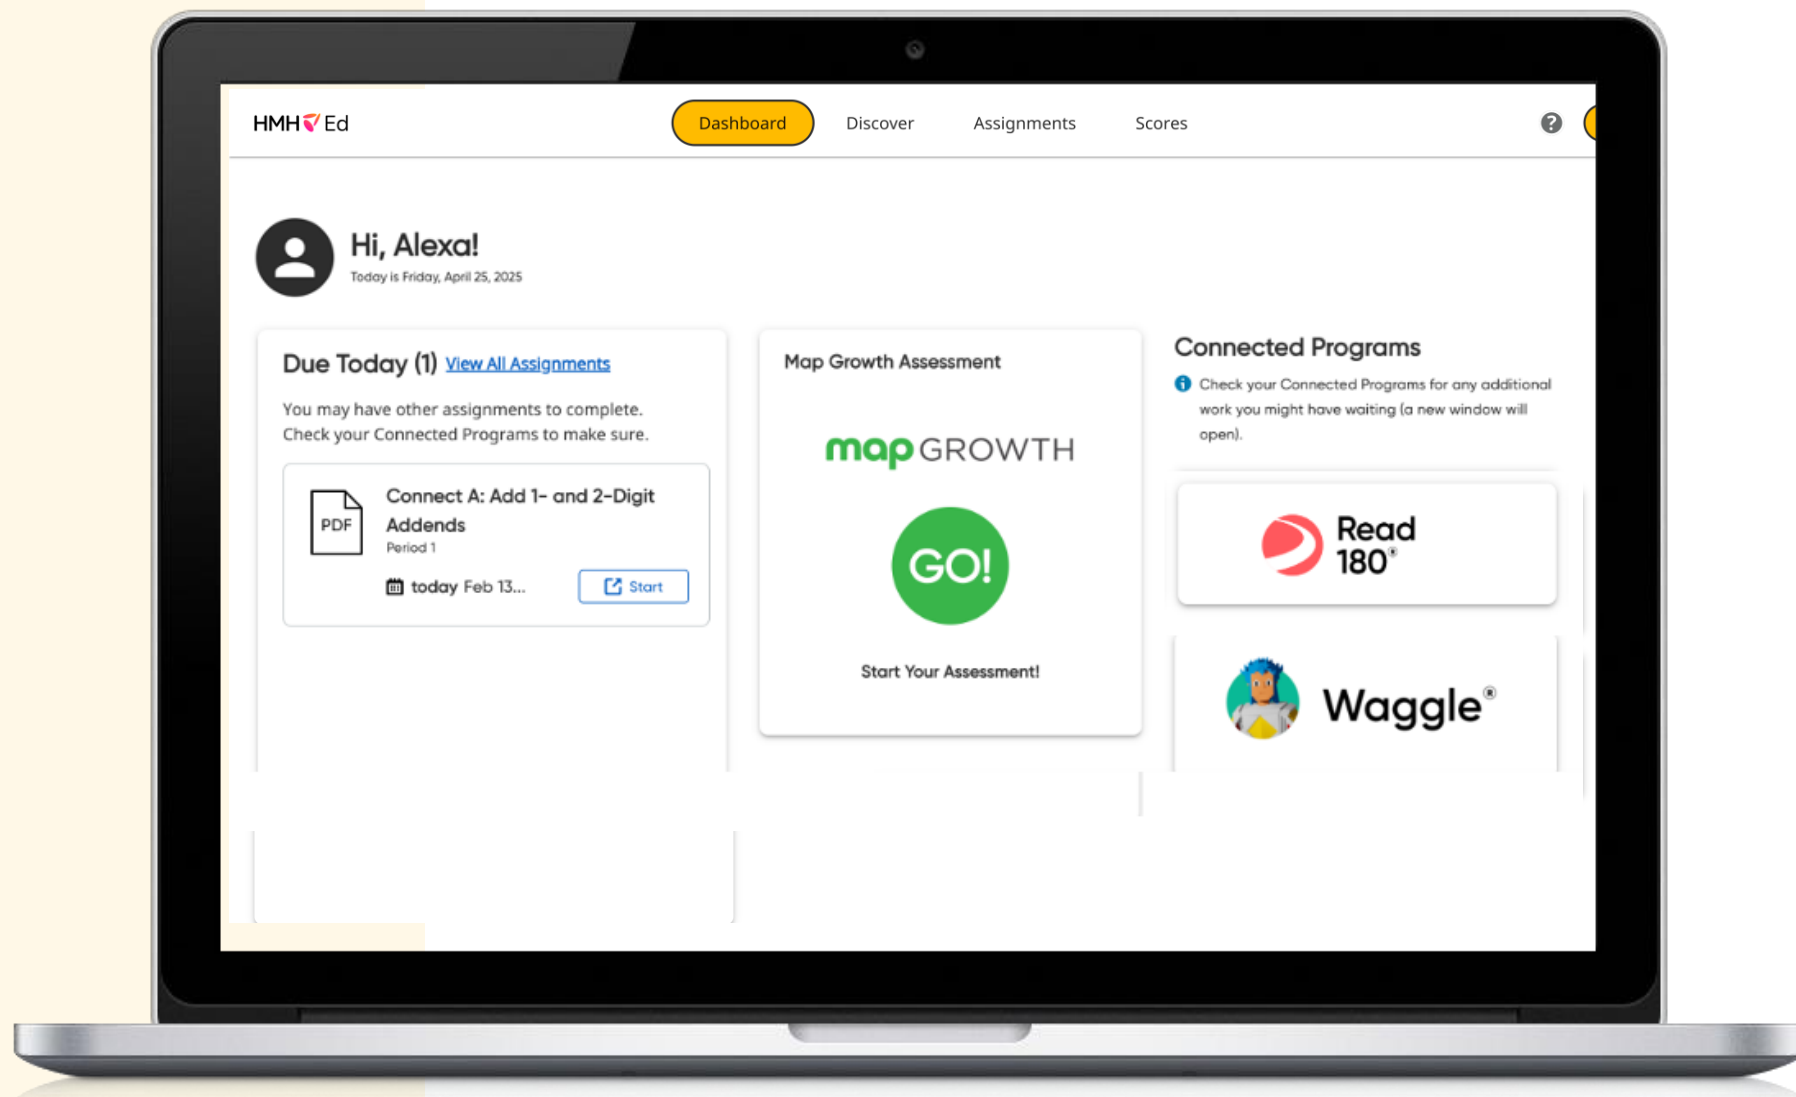 HMH Ed
Dashboard
Discover
Assignments
Scores
?
Hi, Alexa!
Today is Friday, April 25, 2025
Due Today (1) View All Assignments
You may have other assignments to complete.
Check your Connected Programs to make sure.
PDF
Connect A: Add 1- and 2-Digit
Addends
Period 1
today Feb 13...
Start
Map Growth Assessment
map GROWTH
GO!
Start Your Assessment!
Connected Programs
Check your Connected Programs for any additional
work you might have waiting (a new window will
open).
Read
180®
Waggle®